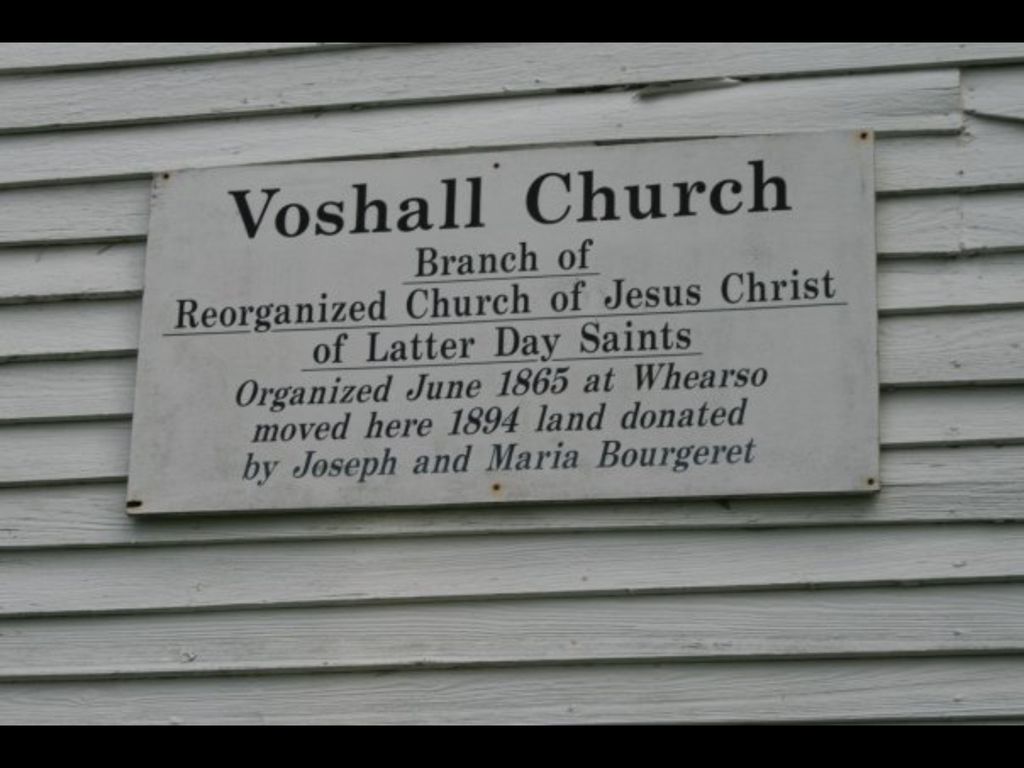 Voshall Church
Branch of
Reorganized Church of Jesus Christ
of Latter Day Saints
Organized June 1865 at Whearso
moved here 1894 land donated
by Joseph and Maria Bourgeret